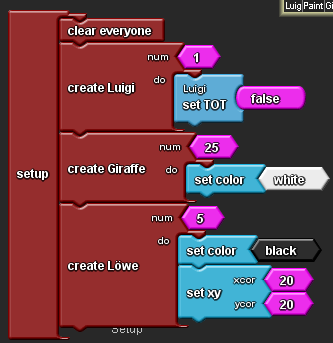 Luigi Paint Gi
clear everyone
num 1
create Luigi do
Luigi
set TOT false
num 25
create Giraffe do
set color white
setup
num 5
do
set color black
create Löwe
set xy xcor 20
ycor 20
Setup